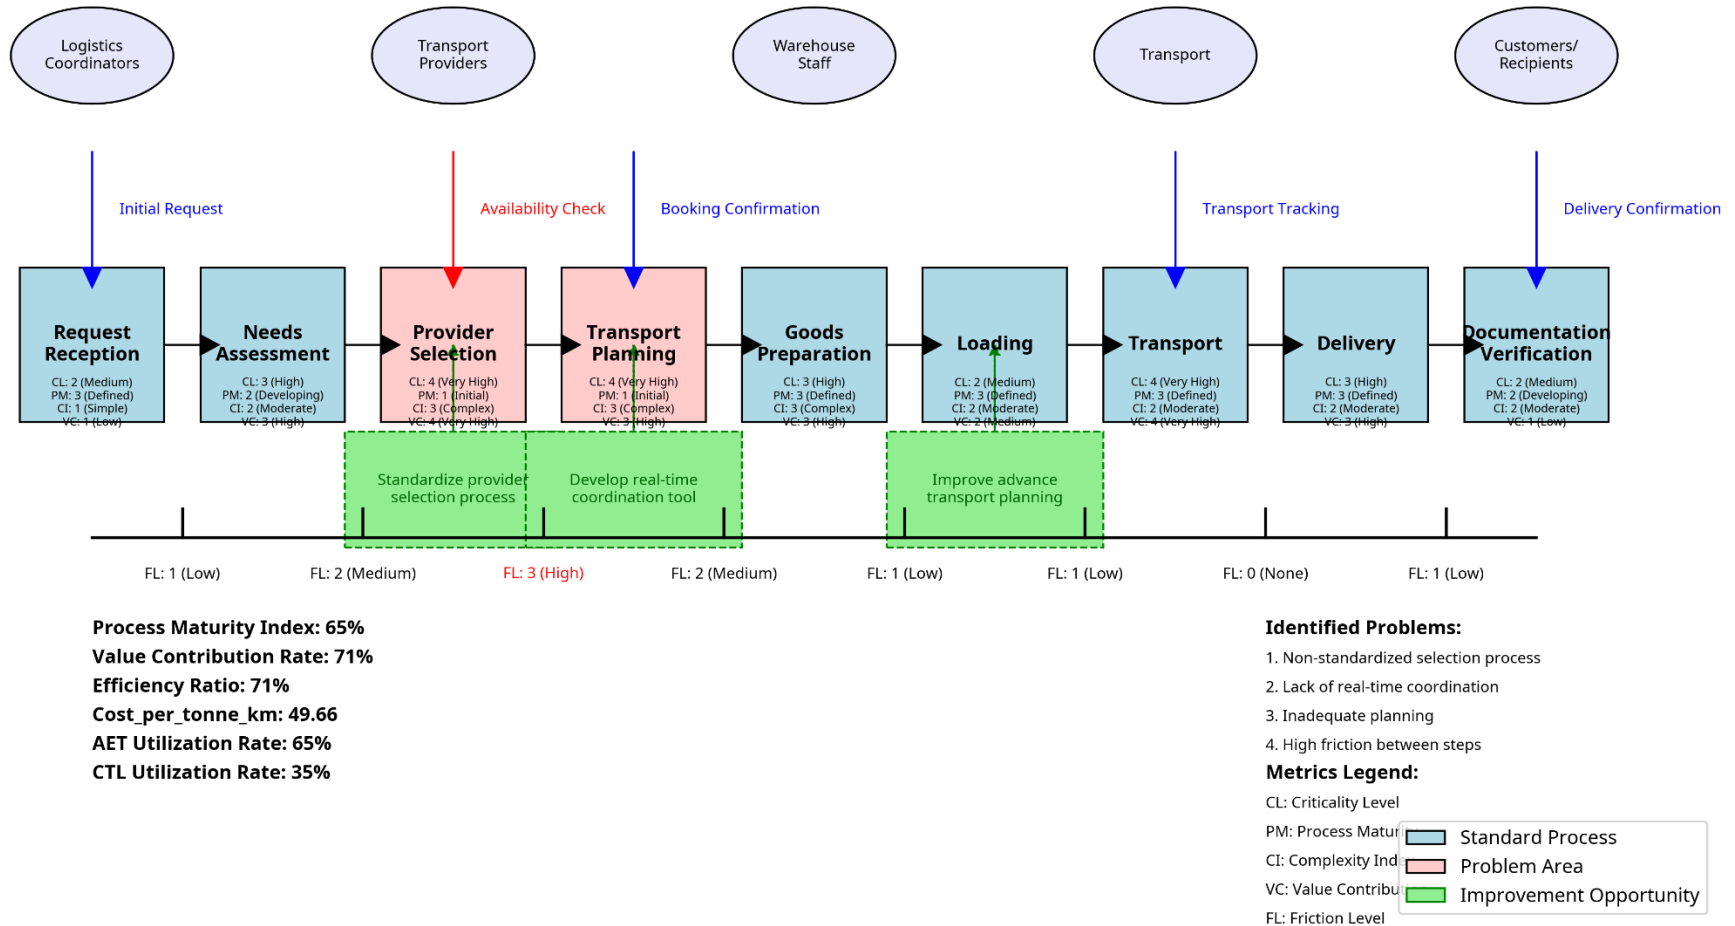 Logistics
Coordinators
Transport
Providers
Warehouse
Staff
Transport
Customers/
Recipients
Initial Request
Availability Check
Booking Confirmation
Transport Tracking
Delivery Confirmation
Request
Reception
CL: 2 (Medium)
PM: 3 (Defined)
CI: 1 (Simple)
VC: 1 (Low)
Needs
Assessment
CL: 3 (High)
PM: 2 (Developing)
CI: 2 (Moderate)
VC: 3 (High)
Provider
Selection
CL: 4 (Very High)
PM: 1 (Initial)
CI: 3 (Complex)
VC: 4 (Very High)
Transport
Planning
CL: 4 (Very High)
PM: 1 (Initial)
CI: 3 (Complex)
VC: 3 (High)
Goods
Preparation
CL: 3 (High)
PM: 3 (Defined)
CI: 3 (Complex)
VC: 3 (High)
Loading
CL: 2 (Medium)
PM: 3 (Defined)
CI: 2 (Moderate)
VC: 2 (Medium)
Transport
CL: 4 (Very High)
PM: 3 (Defined)
CI: 2 (Moderate)
VC: 4 (Very High)
Delivery
CL: 3 (High)
PM: 3 (Defined)
CI: 2 (Moderate)
VC: 3 (High)
Documentation
Verification
CL: 2 (Medium)
PM: 2 (Developing)
CI: 2 (Moderate)
VC: 1 (Low)
Standardize provider
selection process
Develop real-time
coordination tool
Improve advance
transport planning
FL: 1 (Low)
FL: 2 (Medium)
FL: 3 (High)
FL: 2 (Medium)
FL: 1 (Low)
FL: 1 (Low)
FL: 0 (None)
FL: 1 (Low)
Process Maturity Index: 65%
Value Contribution Rate: 71%
Efficiency Ratio: 71%
Cost_per_tonne_km: 49.66
AET Utilization Rate: 65%
CTL Utilization Rate: 35%
Identified Problems:
1. Non-standardized selection process
2. Lack of real-time coordination
3. Inadequate planning
4. High friction between steps
Metrics Legend:
CL: Criticality Level
PM: Process Maturity
CI: Complexity Index
VC: Value Contribution
FL: Friction Level
Standard Process
Problem Area
Improvement Opportunity